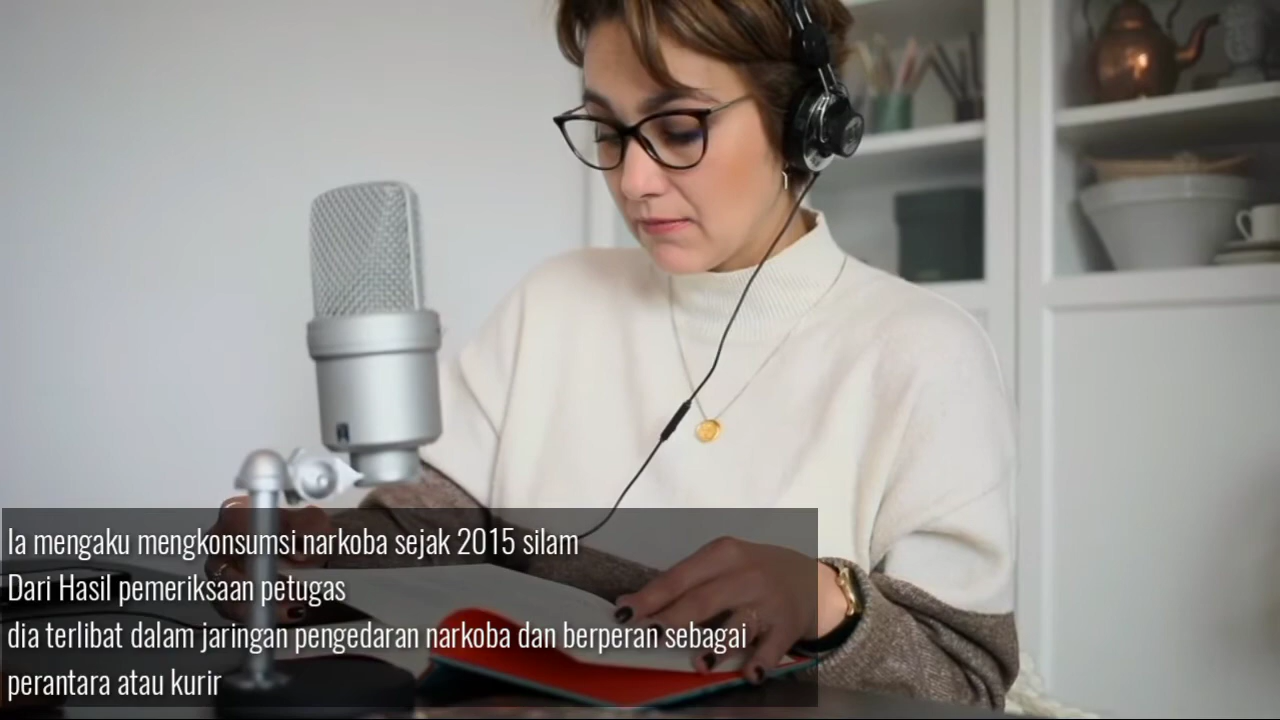 Ia mengaku mengkonsumsi narkoba sejak 2015 silam
Dari Hasil pemeriksaan petugas
dia terlibat dalam jaringan pengedaran narkoba dan berperan sebagai
perantara atau kurir